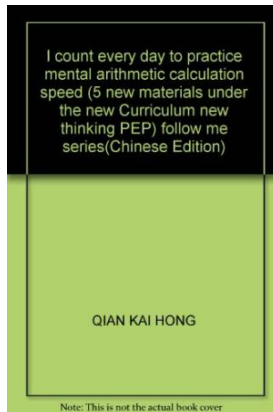 I count every day to practice
mental arithmetic calculation
speed (5 new materials under
the new Curriculum new
thinking PEP) follow me
series(Chinese Edition)
QIAN KAI HONG
Note: This is not the actual book cover